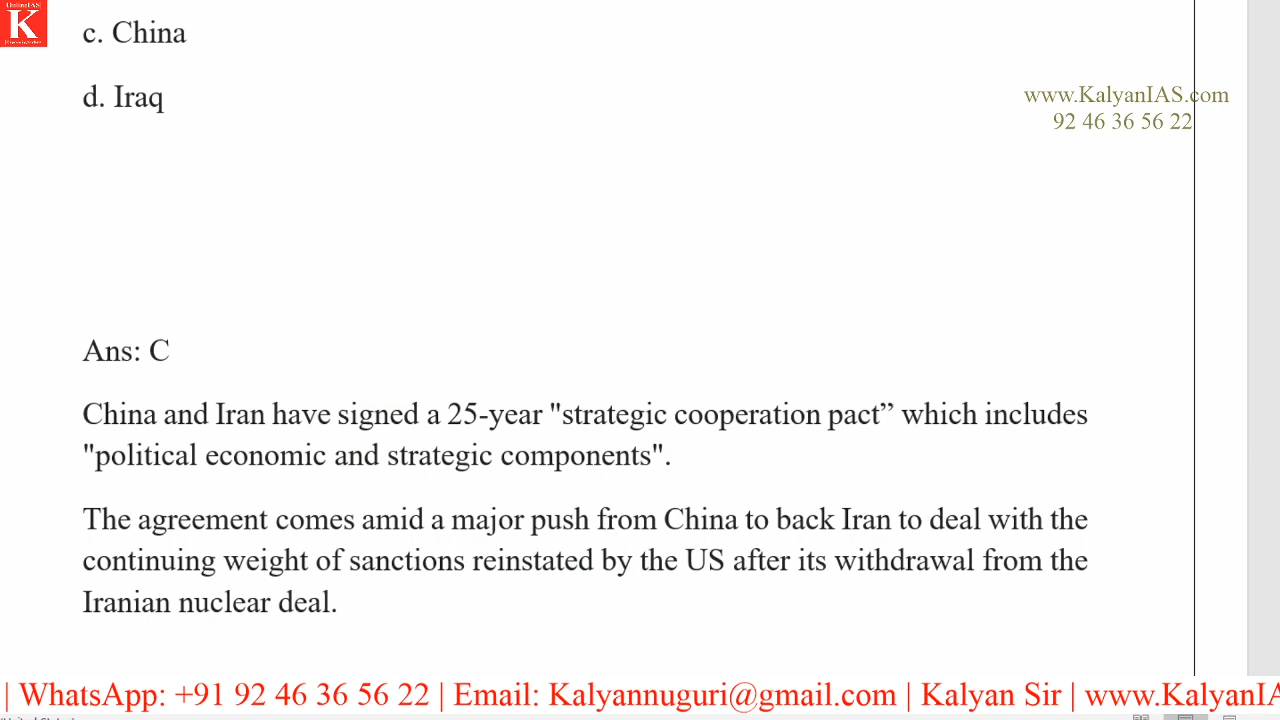 OnlineIAS
K
c. China
d. Iraq
www.KalyanIAS.com
92 46 36 56 22
Ans: C
China and Iran have signed a 25-year "strategic cooperation pact” which includes
"political economic and strategic components".
The agreement comes amid a major push from China to back Iran to deal with the
continuing weight of sanctions reinstated by the US after its withdrawal from the
Iranian nuclear deal.
| WhatsApp: +91 92 46 36 56 22 | Email: Kalyannuguri@gmail.com | Kalyan Sir | www.KalyanIA